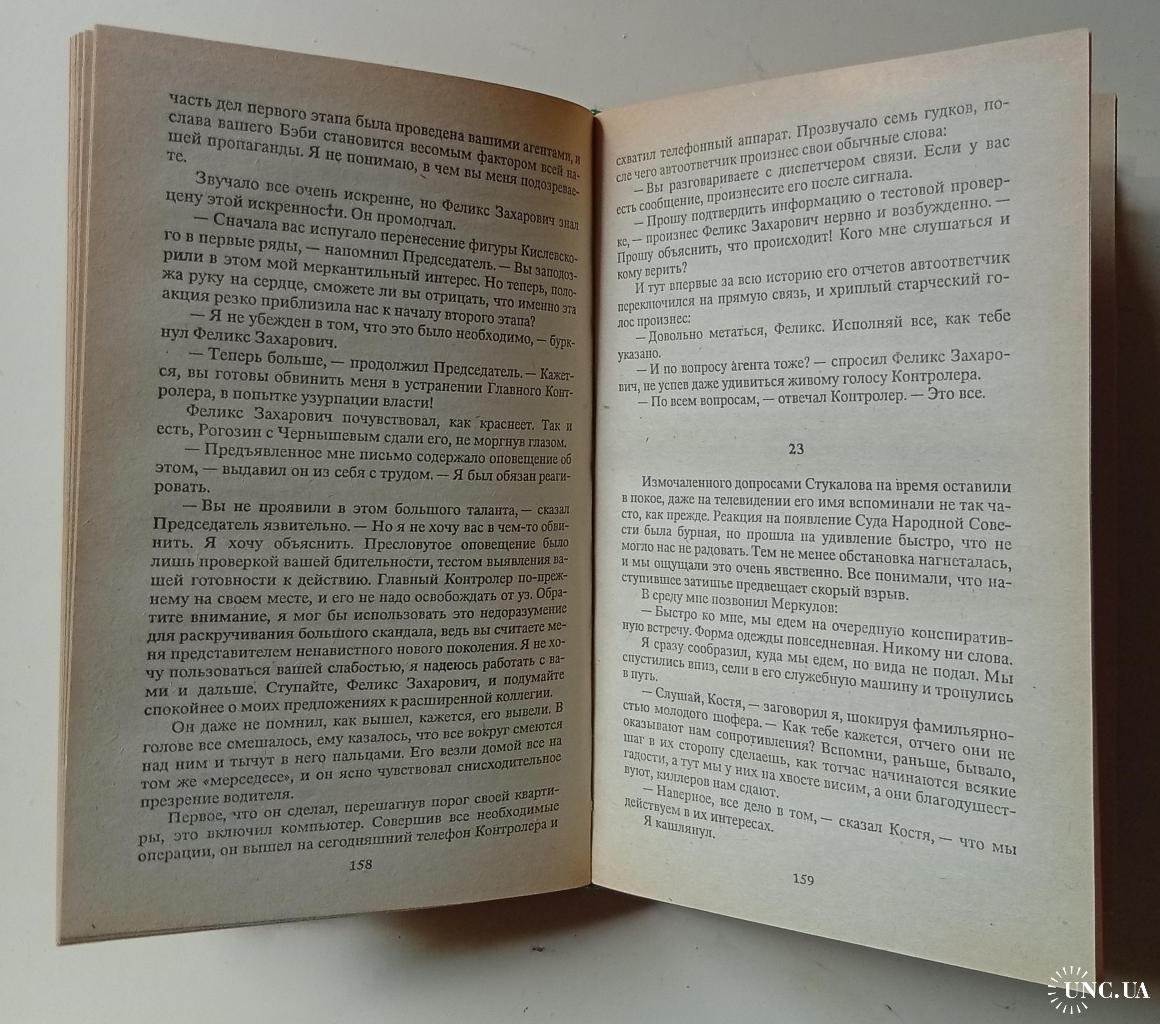 часть дел первого этапа была проведена вашими агентами, и
слава вашего Бэби становится весомым фактором всей на-
шей пропаганды. Я не понимаю, в чем вы меня подозревае-
те.
Звучало все очень искренне, но Феликс Захарович знал
цену этой искренности. Он промолчал.
— Сначала вас испугало перенесение фигуры Кислевско-
го в первые ряды, — напомнил Председатель. — Вы заподоз-
рили в этом мой меркантильный интерес. Но теперь, поло-
жа руку на сердце, сможете ли вы отрицать, что именно эта
акция резко приблизила нас к началу второго этапа?
— Я не убежден в том, что это было необходимо, — бурк-
нул Феликс Захарович.
— Теперь больше, — продолжил Председатель. — Кажет-
ся, вы готовы обвинить меня в устранении Главного Конт-
ролера, в попытке узурпации власти!
Феликс Захарович почувствовал, как краснеет. Так и
есть, Рогозин с Чернышевым сдали его, не моргнув глазом.
— Предъявленное мне письмо содержало оповещение об
этом, — выдавил он из себя с трудом. — Я был обязан реаги-
ровать.
— Вы не проявили в этом большого таланта, — сказал
Председатель язвительно. — Но я не хочу вас в чем-то обви-
нить. Я хочу объяснить. Пресловутое оповещение было
лишь проверкой вашей бдительности, тестом выявления ва-
шей готовности к действию. Главный Контролер по-преж-
нему на своем месте, и его не надо освобождать от уз. Обра-
тите внимание, я мог бы использовать это недоразумение
для раскручивания большого скандала, ведь вы считаете ме-
ня представителем ненавистного нового поколения. Я не хо-
чу пользоваться вашей слабостью, я надеюсь работать с ва-
ми и дальше. Ступайте, Феликс Захарович, и подумайте
спокойнее о моих предложениях к расширенной коллегии.
Он даже не помнил, как вышел, кажется, его вывели. В
голове все смешалось, ему казалось, что все вокруг смеются
над ним и тычут в него пальцами. Его везли домой все на
том же «мерседесе», и он ясно чувствовал снисходительное
презрение водителя.
Первое, что он сделал, перешагнув порог своей кварти-
ры, это включил компьютер. Совершив все необходимые
операции, он вышел на сегодняшний телефон Контролера и
158
схватил телефонный аппарат. Прозвучало семь гудков, по-
сле чего автоответчик произнес свои обычные слова:
— Вы разговариваете с диспетчером связи. Если у вас
есть сообщение, произнесите его после сигнала.
— Прошу подтвердить информацию о тестовой провер-
ке, — произнес Феликс Захарович нервно и возбужденно. —
Прошу объяснить, что происходит! Кого мне слушаться и
кому верить?
И тут впервые за всю историю его отчетов автоответчик
переключился на прямую связь, и хриплый старческий го-
лос произнес:
— Довольно метаться, Феликс. Исполняй все, как тебе
указано.
— И по вопросу агента тоже? — спросил Феликс Захаро-
вич, не успев даже удивиться живому голосу Контролера.
— По всем вопросам, — отвечал Контролер. — Это все.
23
Измочаленного допросами Стукалова на время оставили
в покое, даже на телевидении его имя вспоминали не так ча-
сто, как прежде. Реакция на появление Суда Народной Сове-
сти была бурная, но прошла на удивление быстро, что не
могло нас не радовать. Тем не менее обстановка нагнеталась,
и мы ощущали это очень явственно. Все понимали, что на-
ступившее затишье предвещает скорый взрыв.
В среду мне позвонил Меркулов:
— Быстро ко мне, мы едем на очередную конспиратив-
ную встречу. Форма одежды повседневная. Никому ни слова.
Я сразу сообразил, куда мы едем, но вида не подал. Мы
спустились вниз, сели в его служебную машину и тронулись
в путь.
— Слушай, Костя, — заговорил я, шокируя фамильярно-
стью молодого шофера. — Как тебе кажется, отчего они не
оказывают нам сопротивления? Вспомни, раньше, бывало,
шаг в их сторону сделаешь, как тотчас начинаются всякие
гадости, а тут мы у них на хвосте висим, а они благодушест-
вуют, киллеров нам сдают.
— Наверное, все дело в том, — сказал Костя, — что мы
действуем в их интересах.
Я кашлянул.
159
UNC.UA